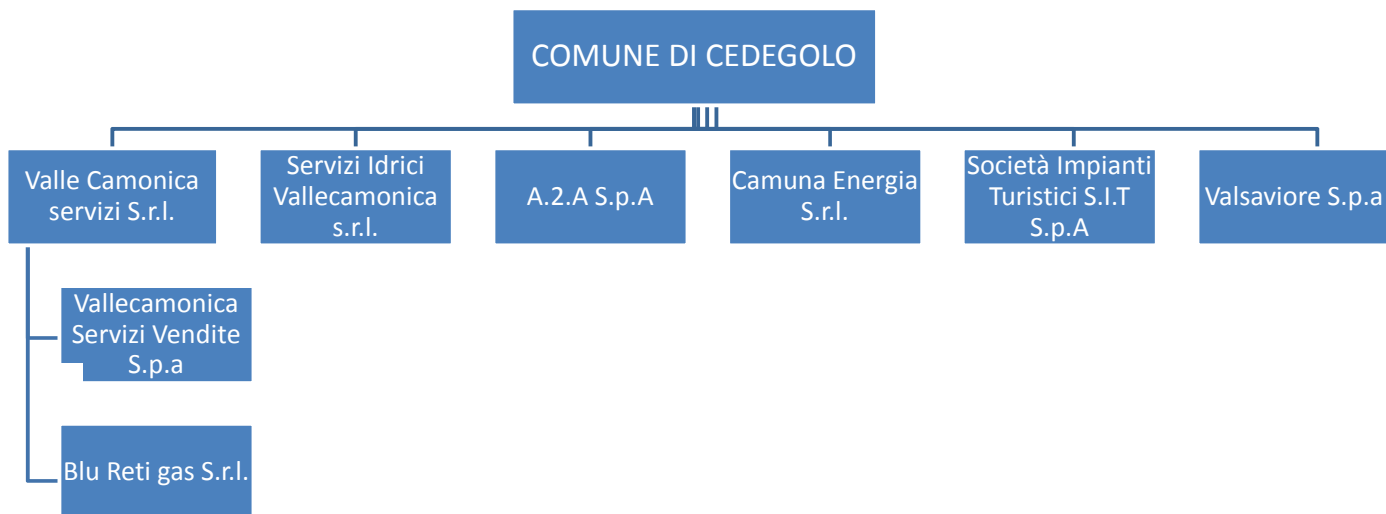 COMUNE DI CEDEGOLO
Valle Camonica
servizi S.r.l.
Servizi Idrici
Vallecamonica
s.r.l.
A.2.A S.p.A
Camuna Energia
S.r.l.
Società Impianti
Turistici S.I.T
S.p.A
Valsaviore S.p.a
Vallecamonica
Servizi Vendite
S.p.a
Blu Reti gas S.r.l.